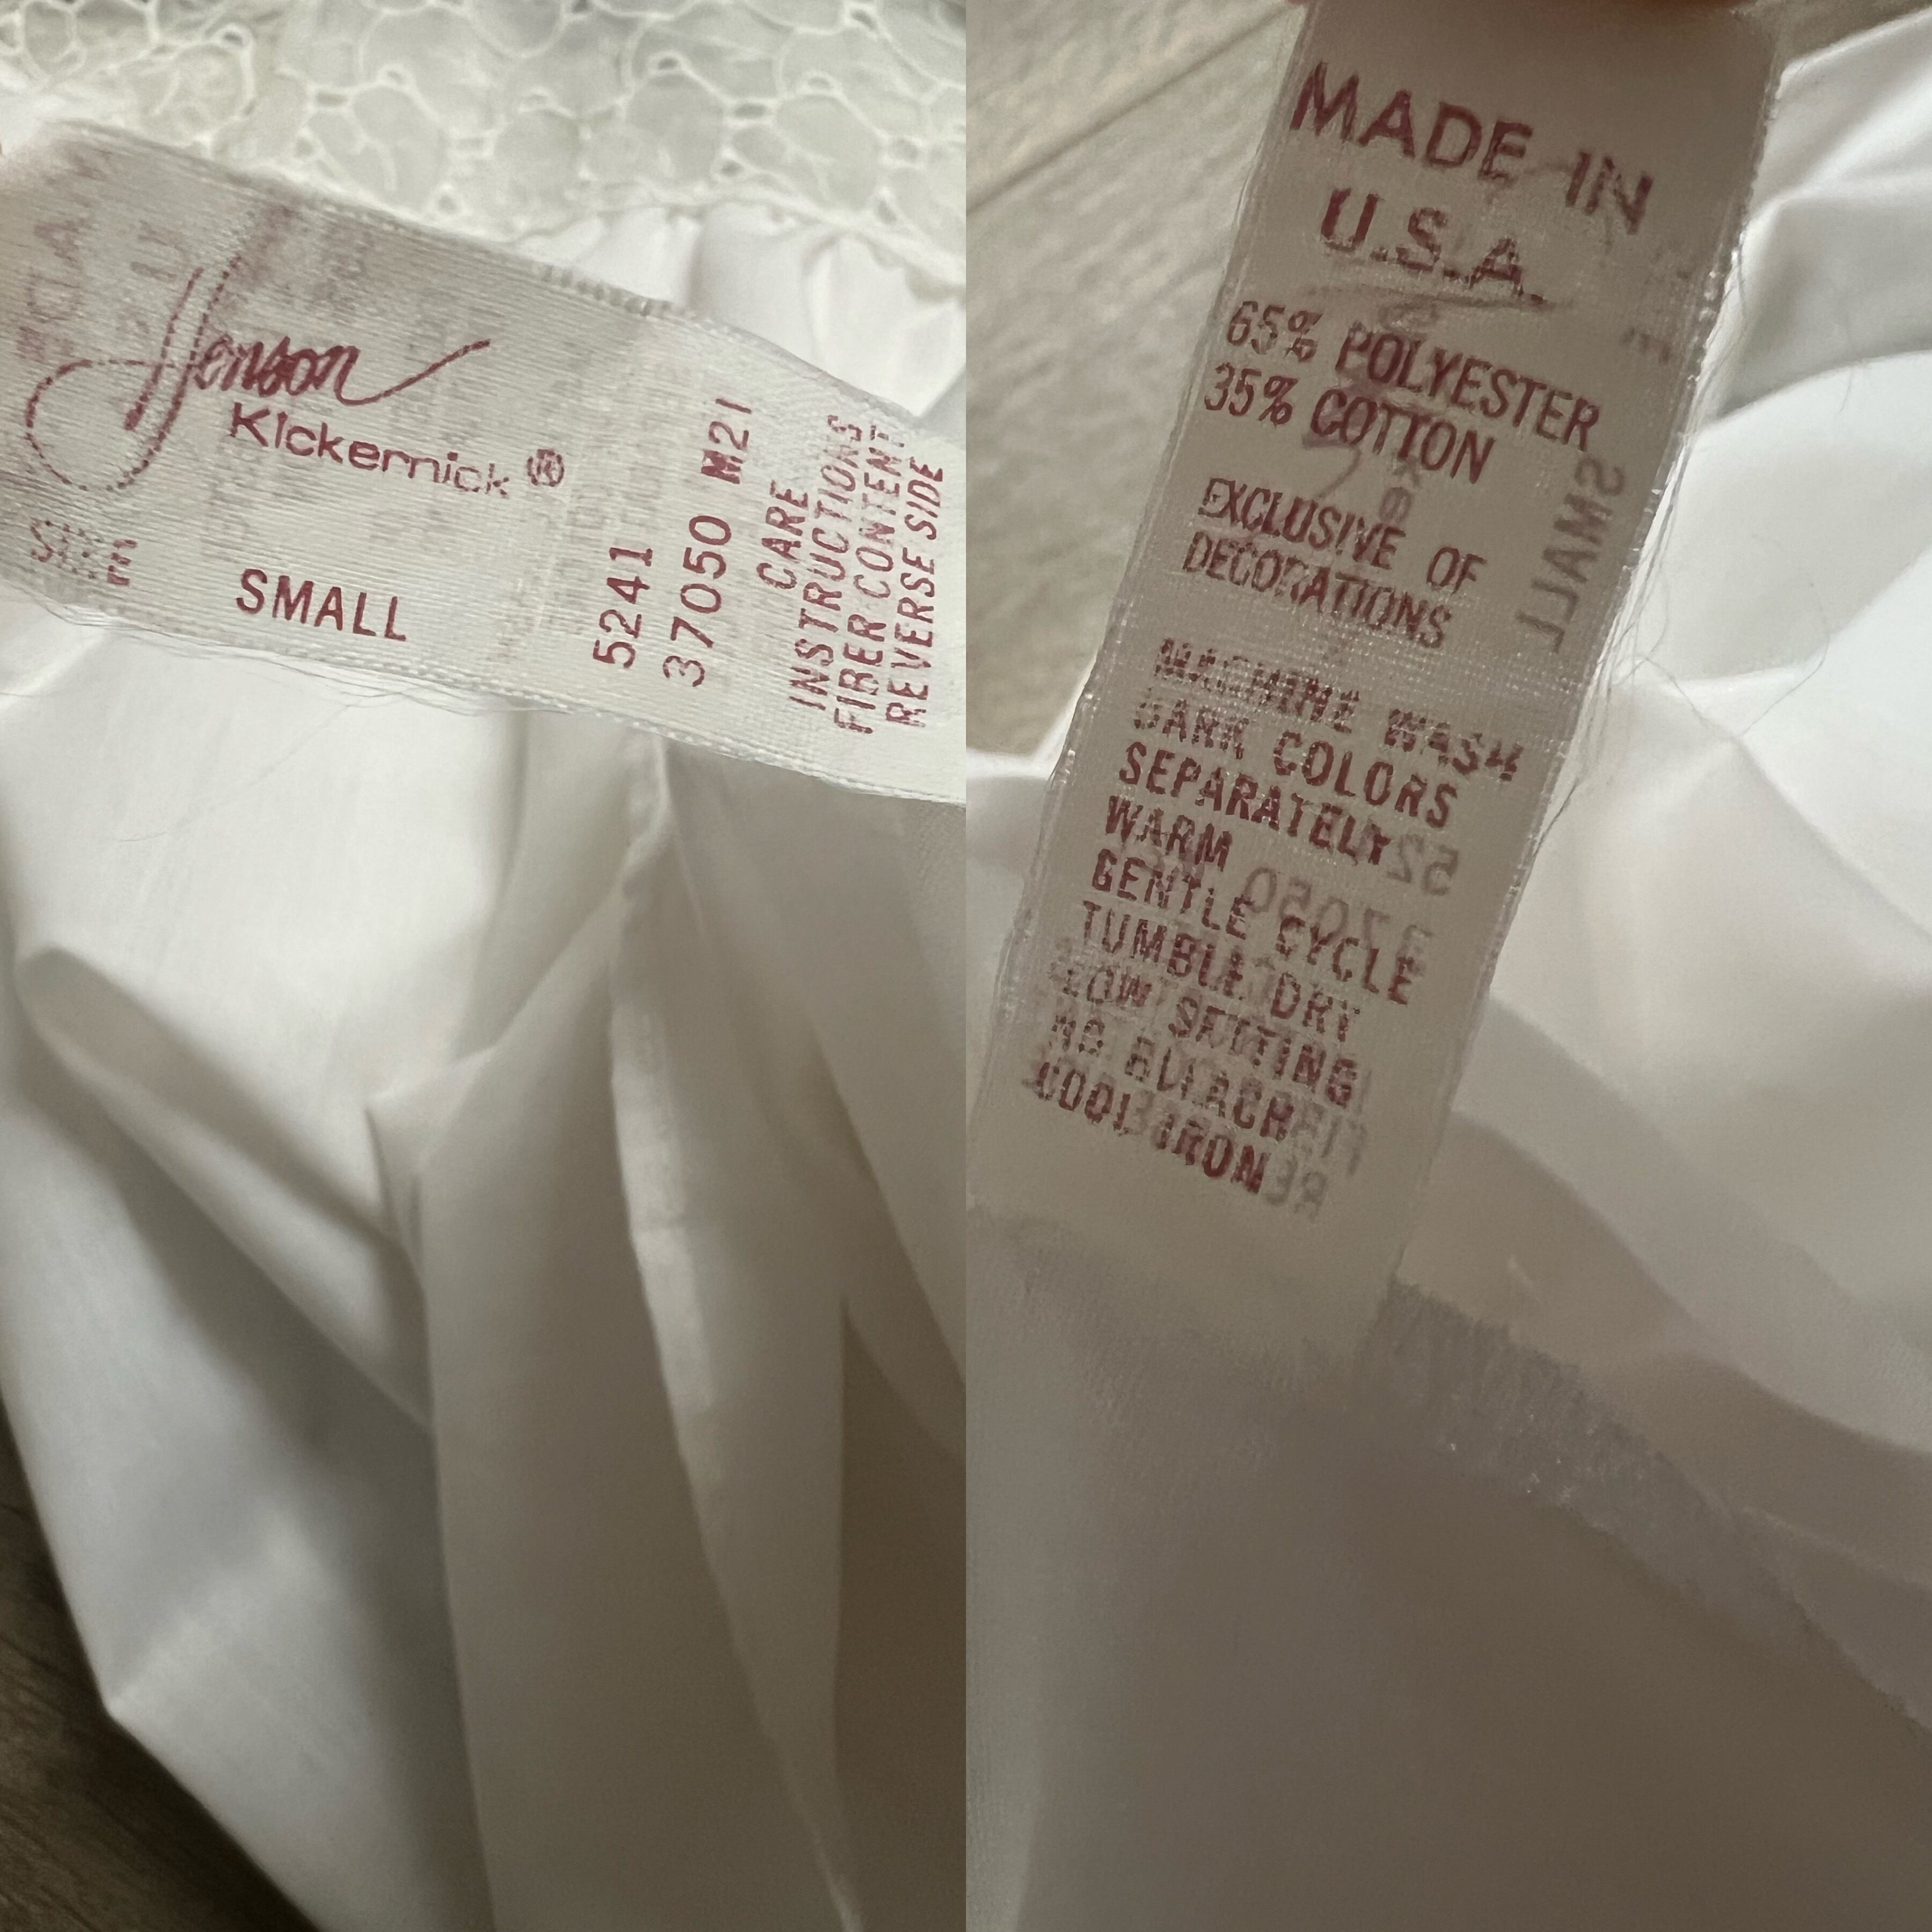 Henson
Kickernick ®
SIZE
SMALL
5241
37050 M21
CARE
INSTRUCTIONS
FIBER CONTENT
REVERSE SIDE
MADE IN
U.S.A.
65% POLYESTER
35% COTTON
EXCLUSIVE OF
DECORATIONS
MACHINE WASH
DARK COLORS
SEPARATELY
WARM
GENTLE CYCLE
TUMBLE DRY
LOW SETTING
NO BLEACH
COOL IRON